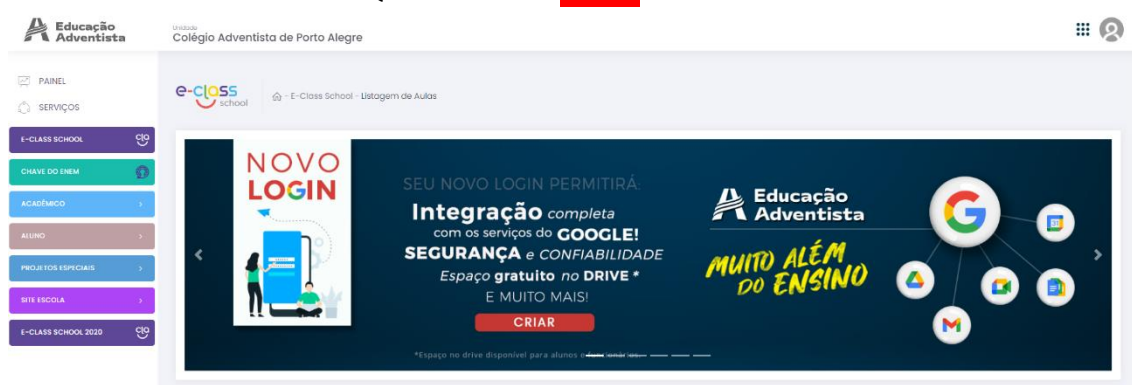 Educação
Adventista
Unidade
Colégio Adventista de Porto Alegre
PAINEL
SERVIÇOS
E-CLASS SCHOOL
CHAVE DO ENEM
ACADÊMICO
ALUNO
PROJETOS ESPECIAIS
SITE ESCOLA
E-CLASS SCHOOL 2020
e-class
school
- E-Class School - Listagem de Aulas
NOVO
LOGIN
SEU NOVO LOGIN PERMITIRÁ:
Integração completa
com os serviços do GOOGLE!
SEGURANÇA e CONFIABILIDADE
Espaço gratuito no DRIVE *
E MUITO MAIS!
CRIAR
*Espaço no drive disponível para alunos e funcionários.
Educação
Adventista
MUITO ALÉM
DO ENSINO